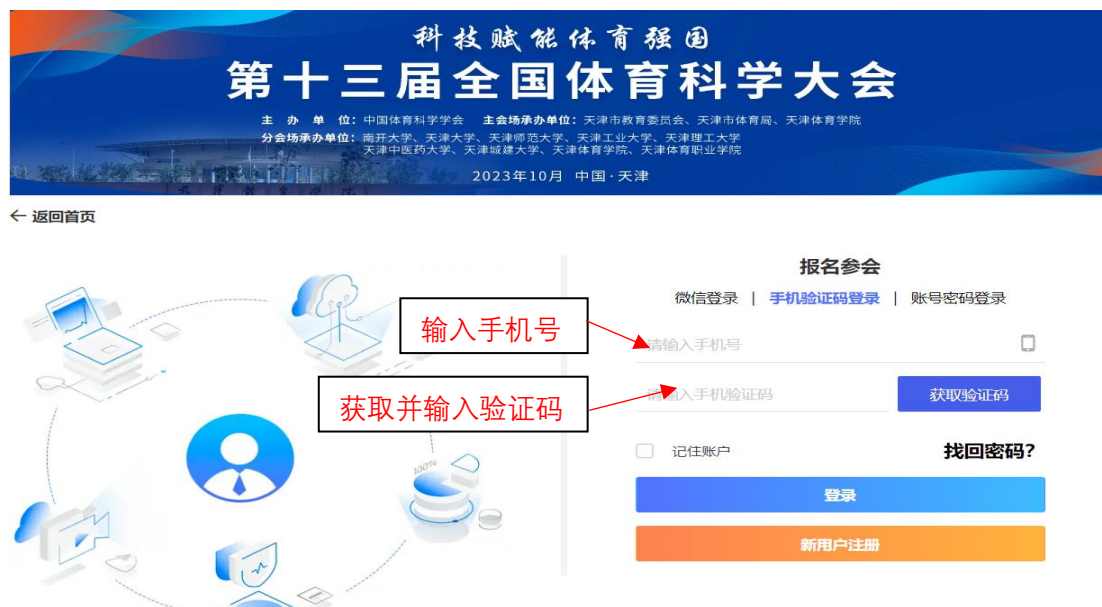 科技赋能体育强国
第十三届全国体育科学大会
主 办 单 位：中国体育科学学会 主会场承办单位：天津市教育委员会、天津市体育局、天津体育学院
分会场承办单位：南开大学、天津大学、天津师范大学、天津工业大学、天津理工大学
天津中医药大学、天津城建大学、天津体育学院、天津体育职业学院
2023年10月 中国·天津
← 返回首页
报名参会
微信登录 | 手机验证码登录 | 账号密码登录
输入手机号
请输入手机号
获取并输入验证码
请输入手机验证码
获取验证码
记住账户
找回密码?
登录
新用户注册
100%